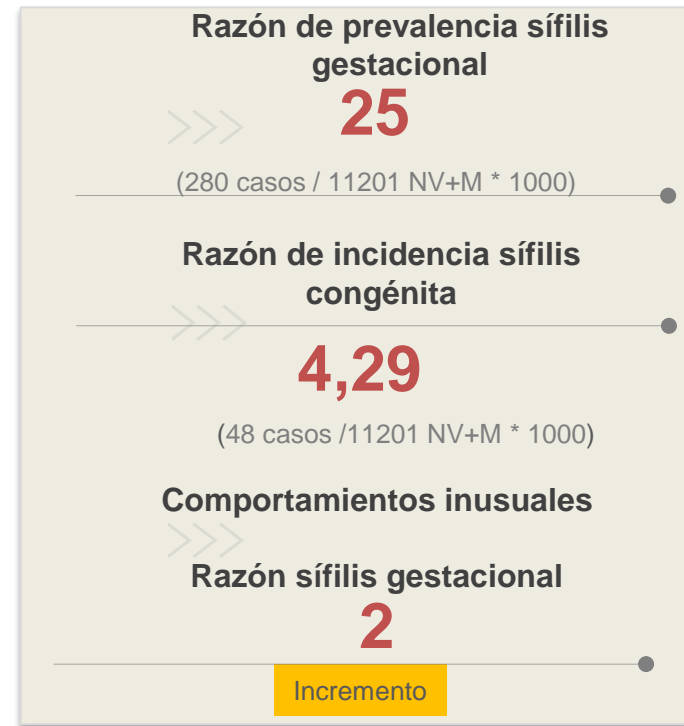 Razón de prevalencia sífilis
gestacional
25
(280 casos / 11201 NV+M * 1000)
Razón de incidencia sífilis
congénita
4,29
(48 casos /11201 NV+M * 1000)
Comportamientos inusuales
Razón sífilis gestacional
2
Incremento